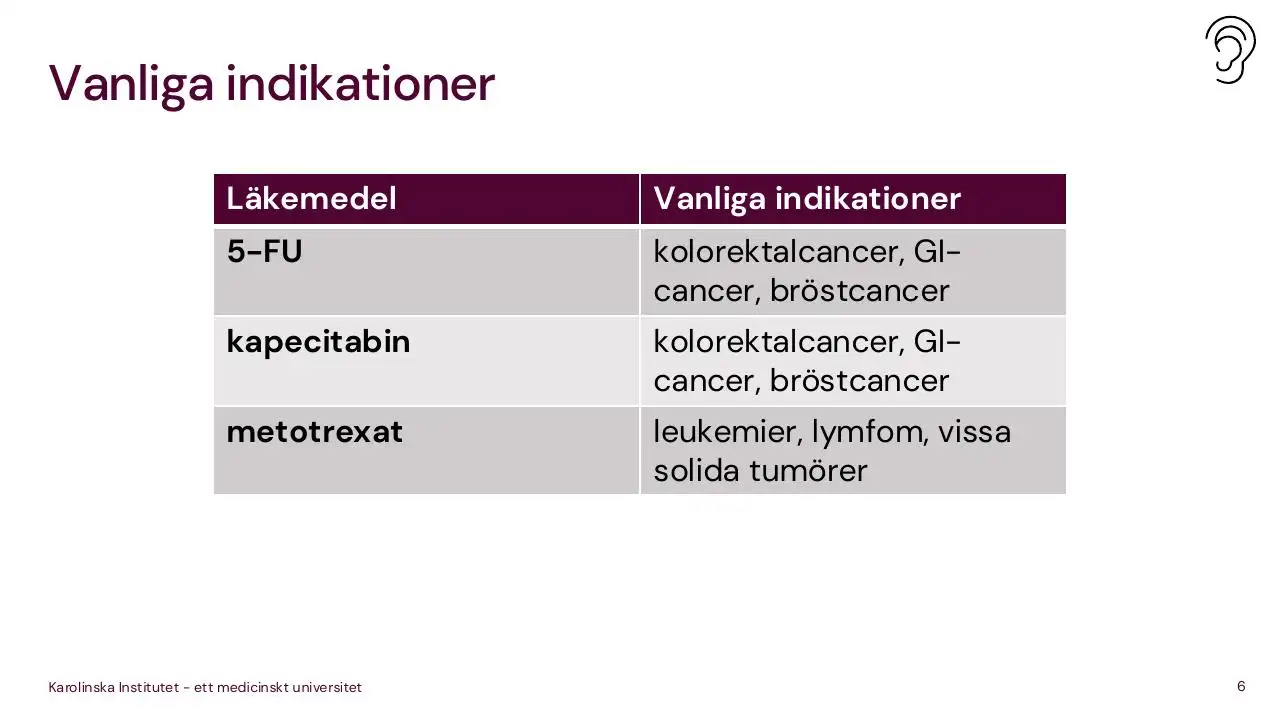 Vanliga indikationer
Läkemedel
Vanliga indikationer
5-FU
kolorektalcancer, GI-
cancer, bröstcancer
kapecitabin
kolorektalcancer, GI-
cancer, bröstcancer
metotrexat
leukemier, lymfom, vissa
solida tumörer
Karolinska Institutet - ett medicinskt universitet
6